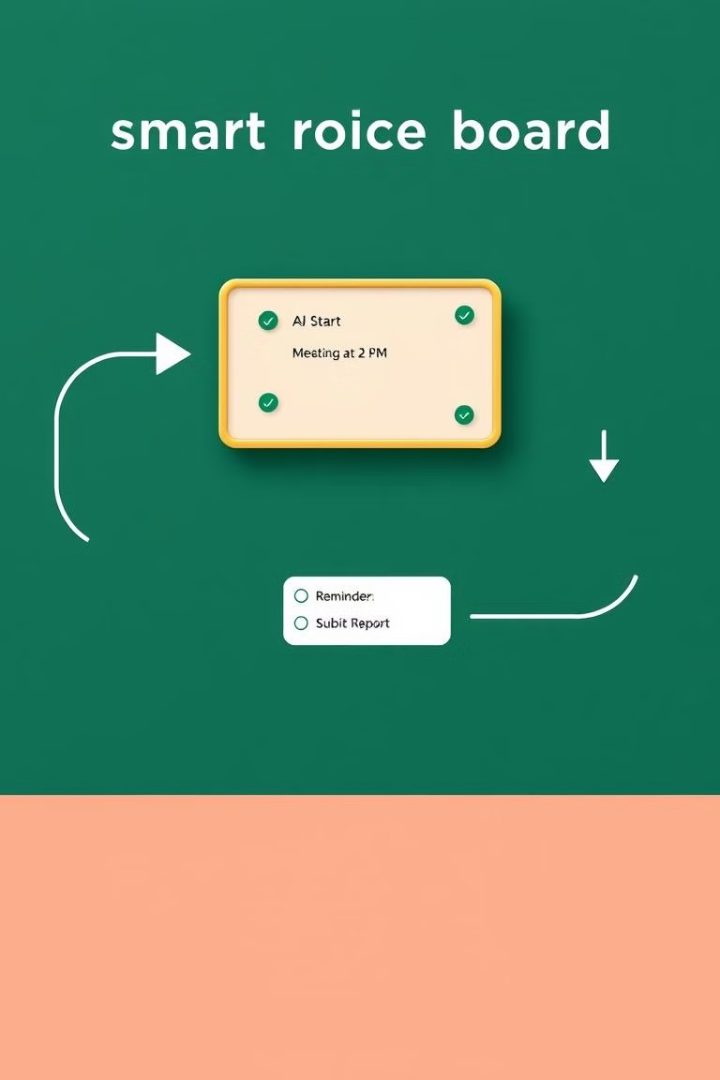 smart roice board
AI Start
Meeting at 2 PM
Reminder:
Subit Report